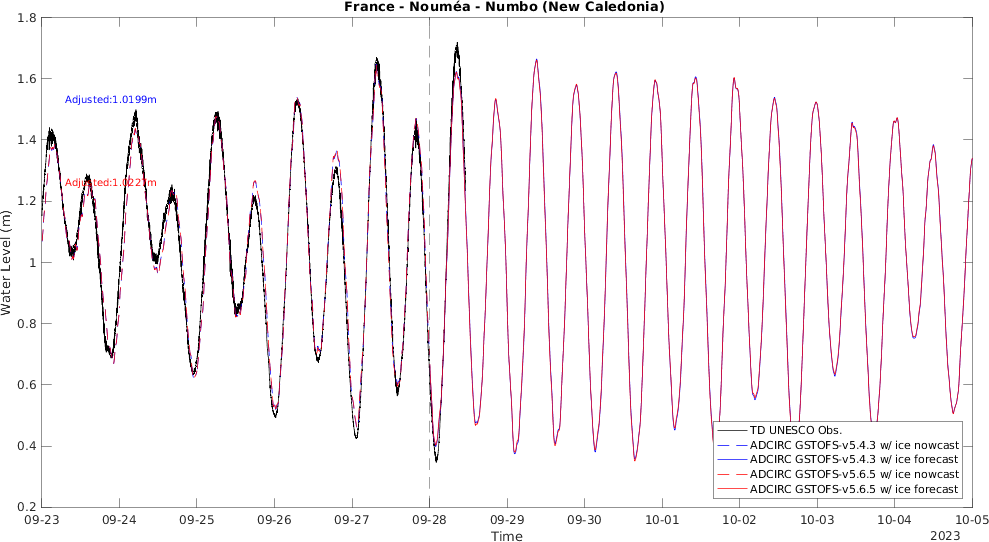 France - Nouméa - Numbo (New Caledonia)
1.8
1.6
1.4
1.2
1
0.8
0.6
0.4
0.2
Water Level (m)
Adjusted:1.0199m
Adjusted:1.0227m
TD UNESCO Obs.
ADCIRC GSTOFS-v5.4.3 w/ ice nowcast
ADCIRC GSTOFS-v5.4.3 w/ ice forecast
ADCIRC GSTOFS-v5.6.5 w/ ice nowcast
ADCIRC GSTOFS-v5.6.5 w/ ice forecast
09-23 09-24 09-25 09-26 09-27 09-28 09-29 09-30 10-01 10-02 10-03 10-04 10-05
Time
2023